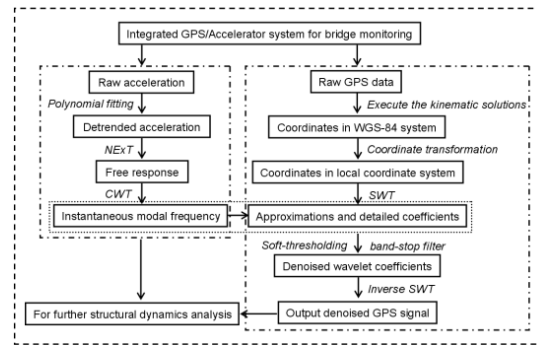 Integrated GPS/Accelerator system for bridge monitoring
Raw acceleration
Polynomial fitting
Detrended acceleration
NExT
Free response
CWT
Instantaneous modal frequency
Raw GPS data
Execute the kinematic solutions
Coordinates in WGS-84 system
Coordinate transformation
Coordinates in local coordinate system
SWT
Approximations and detailed coefficients
Soft-thresholding band-stop filter
Denoised wavelet coefficients
Inverse SWT
Output denoised GPS signal
For further structural dynamics analysis